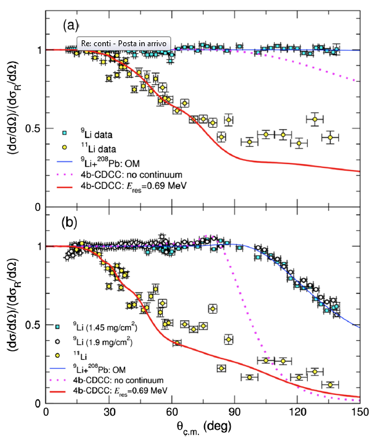 (a)
Re: conti - Posta in arrivo
1
0.5
(dσ/dΩ)/(dσ_R/dΩ)
⁹Li data
¹¹Li data
⁹Li+²⁰⁸Pb: OM
4b-CDCC: no continuum
4b-CDCC: E_res=0.69 MeV
0
(b)
1
0.5
(dσ/dΩ)/(dσ_R/dΩ)
⁹Li (1.45 mg/cm²)
⁹Li (1.9 mg/cm²)
¹¹Li
⁹Li+²⁰⁸Pb: OM
4b-CDCC: no continuum
4b-CDCC: E_res=0.69 MeV
0
0 30 60 90 120 150
θ_c.m. (deg)